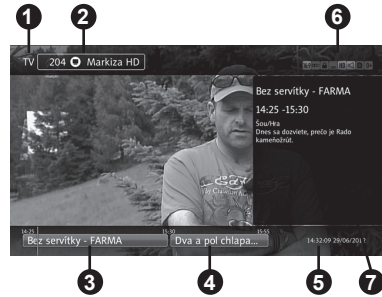 1
2
6
TV
204 Markiza HD
HD
Bez servítky - FARMA
14:25 -15:30
Šou/Hra
Dnes sa dozviete, prečo je Rado
kameňožrút.
14:25
15:30
15:55
Bez servítky - FARMA
Dva a pol chlapa...
14:32:09 29/06/201
3
4
5
7